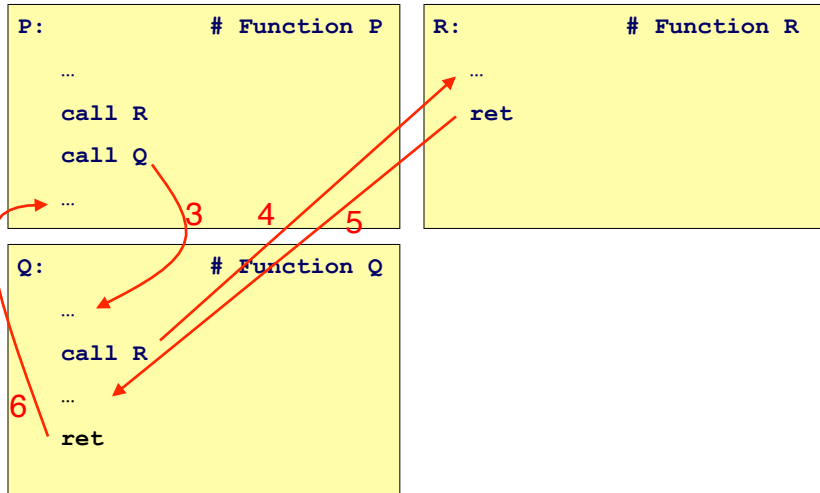 P: # Function P
…
call R
call Q
…
R: # Function R
…
ret
3
4
5
Q: # Function Q
…
call R
…
6
ret